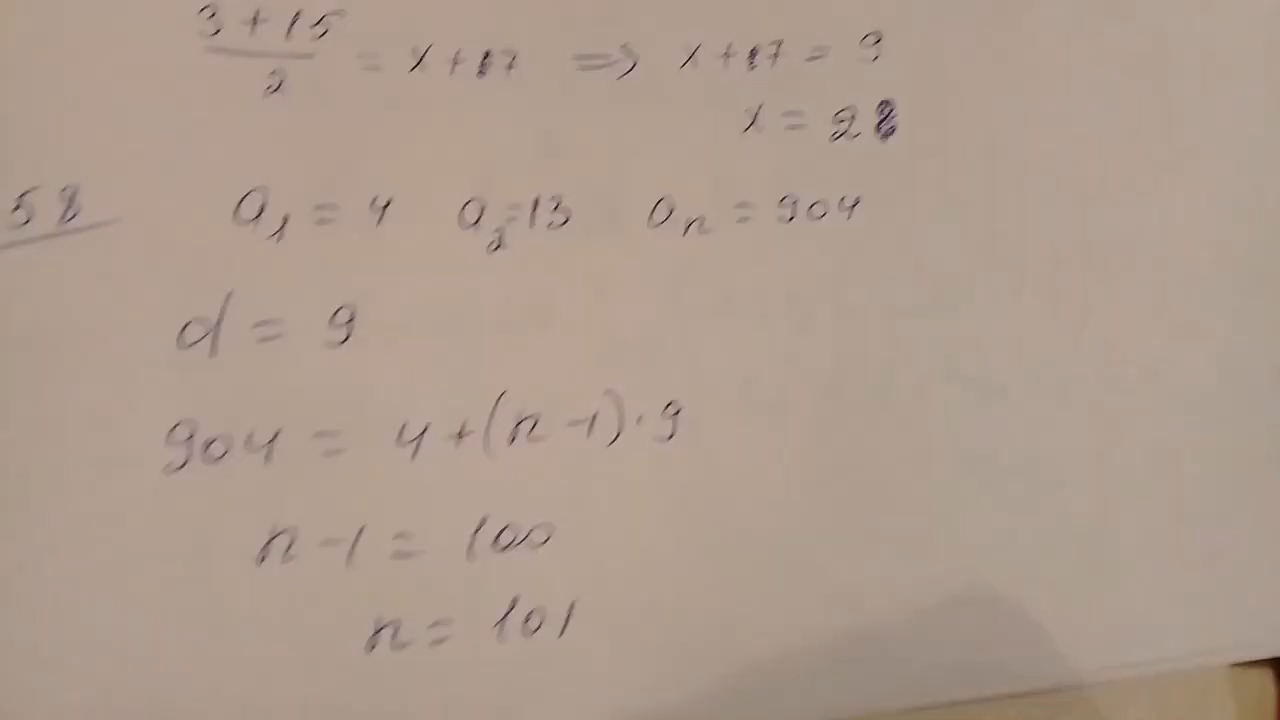 3 + 15 / 2 = x + 17 ⇒ x + 17 = 9
x = 28
58 a₁ = 4 a₂ = 13 aₙ = 904
d = 9
904 = 4 + (n - 1) · 9
n - 1 = 100
n = 101